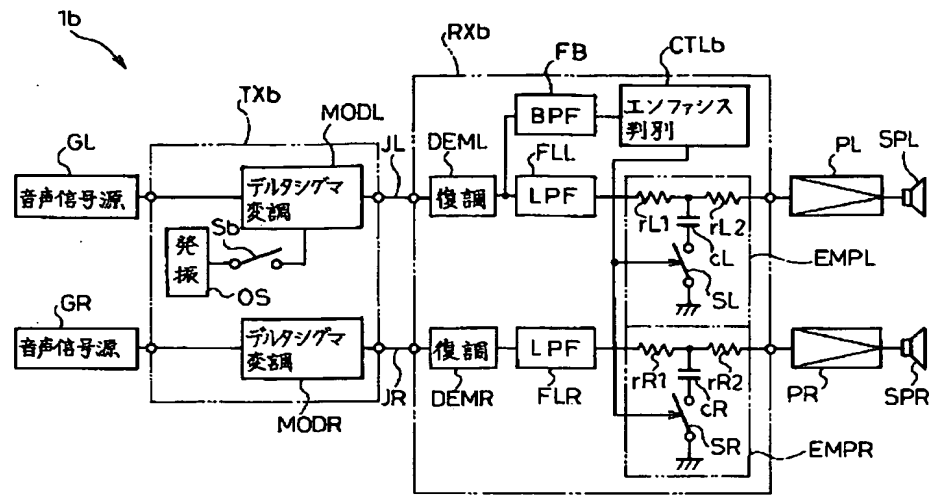 1b
RXb
FB
CTLb
TXb
MODL
BPF
エンファシス
判別
GL
JL
DEML
FLL
PL
SPL
音声信号源
デルタシグマ
変調
復調
LPF
rL1
rL2
Sb
発振
OS
cL
SL
EMPL
GR
音声信号源
デルタシグマ
変調
復調
LPF
rR1
rR2
MODR
JR
DEMR
FLR
cR
SR
PR
SPR
EMPR